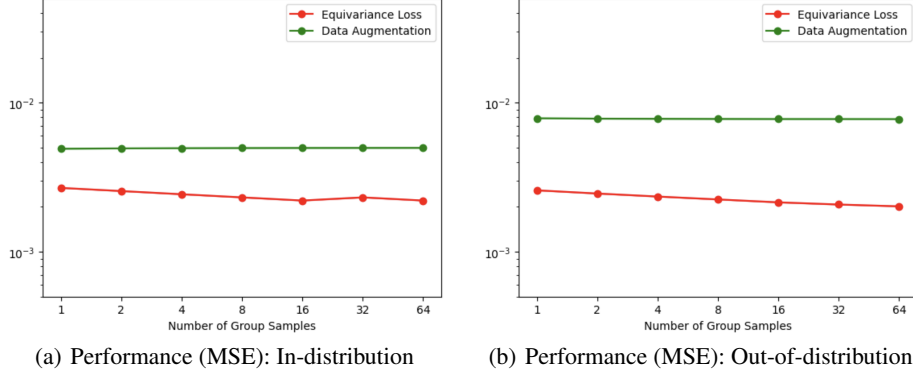 Equivariance Loss
Data Augmentation
10⁻²
10⁻³
1 2 4 8 16 32 64
Number of Group Samples
(a) Performance (MSE): In-distribution
Equivariance Loss
Data Augmentation
10⁻²
10⁻³
1 2 4 8 16 32 64
Number of Group Samples
(b) Performance (MSE): Out-of-distribution